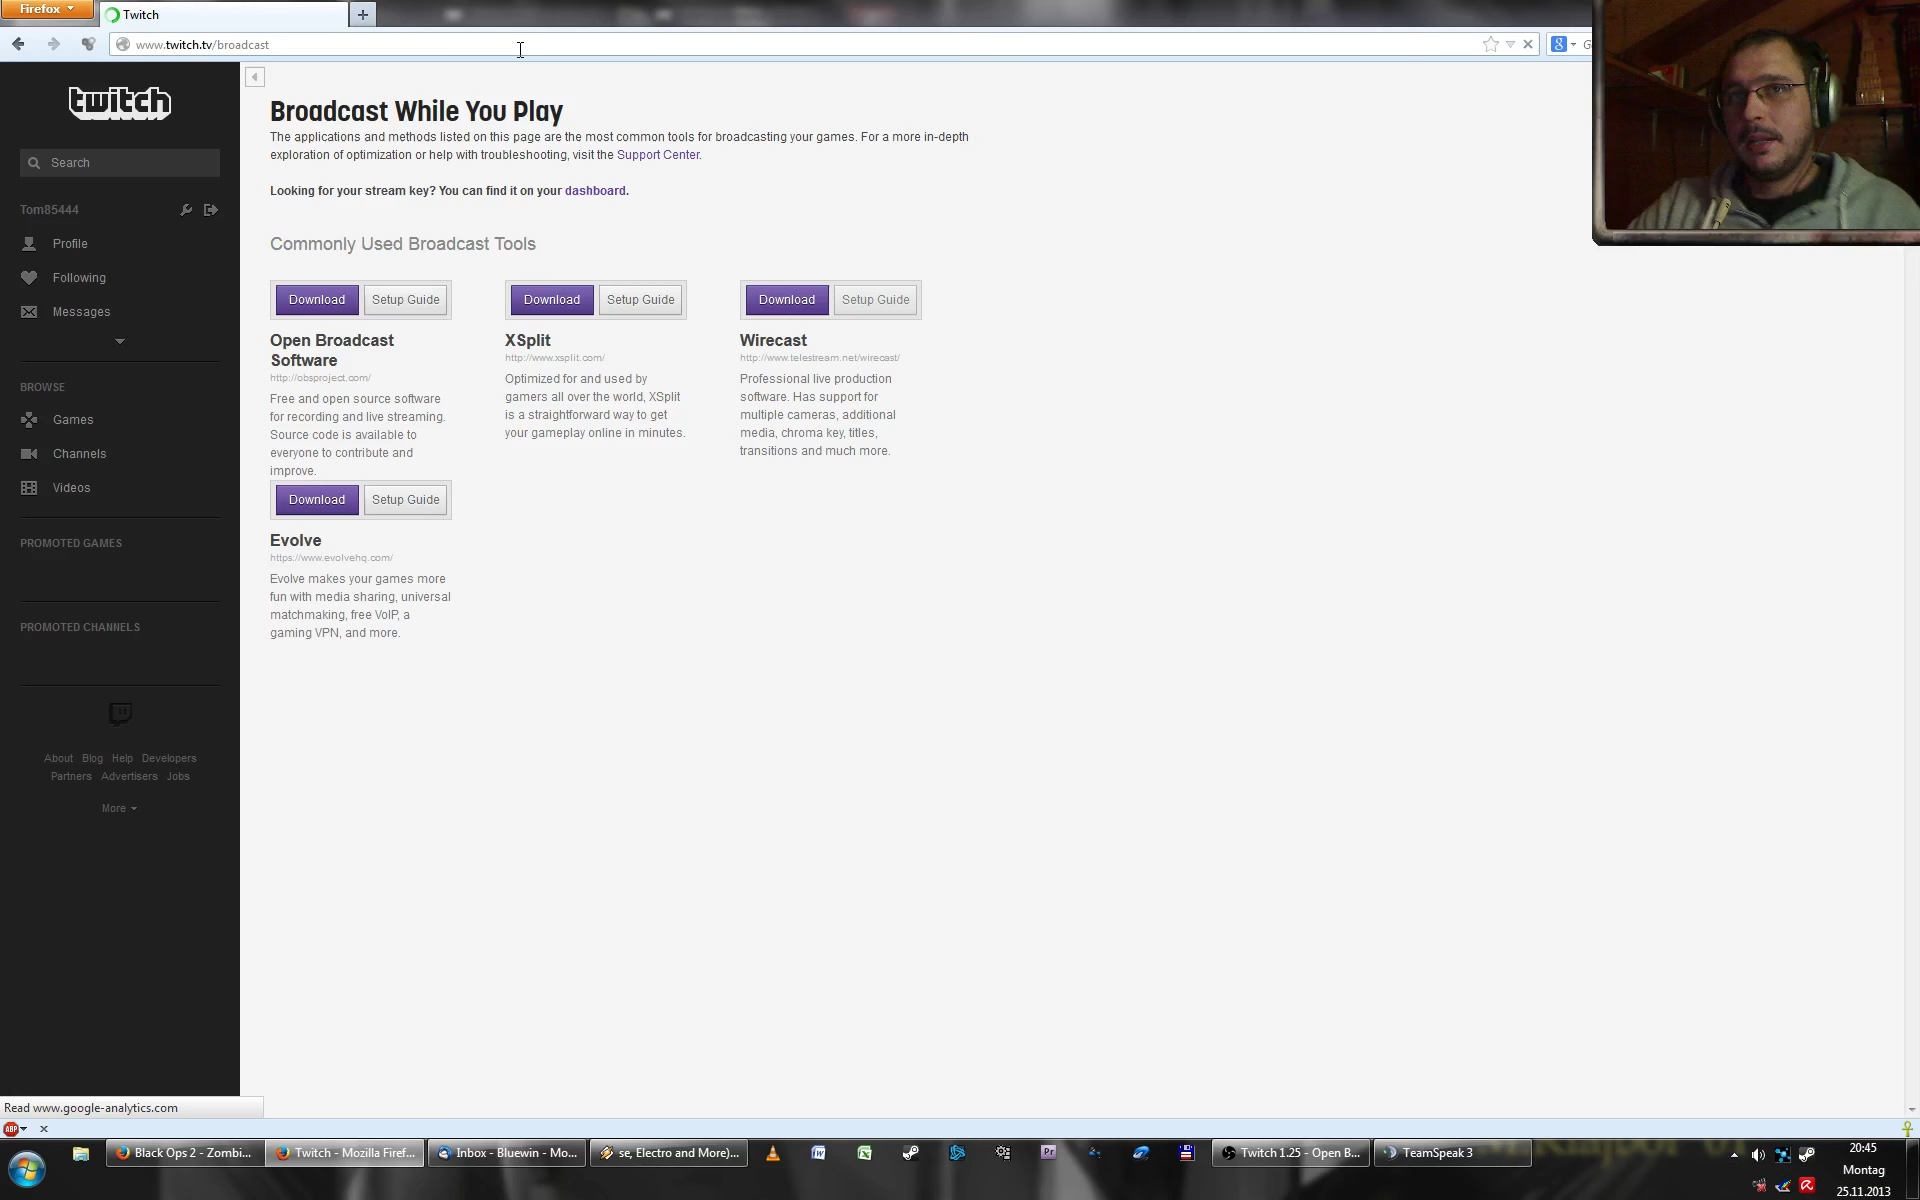 Firefox
Twitch
www.twitch.tv/broadcast
twitch
Search
Tom85444
Profile
Following
Messages
BROWSE
Games
Channels
Videos
PROMOTED GAMES
PROMOTED CHANNELS
About Blog Help Developers
Partners Advertisers Jobs
More
Broadcast While You Play
The applications and methods listed on this page are the most common tools for broadcasting your games. For a more in-depth
exploration of optimization or help with troubleshooting, visit the Support Center.
Looking for your stream key? You can find it on your dashboard.
Commonly Used Broadcast Tools
Download Setup Guide
Open Broadcast
Software
http://obsproject.com/
Free and open source software
for recording and live streaming.
Source code is available to
everyone to contribute and
improve.
Download Setup Guide
XSplit
http://www.xsplit.com/
Optimized for and used by
gamers all over the world, XSplit
is a straightforward way to get
your gameplay online in minutes.
Download Setup Guide
Wirecast
http://www.telestream.net/wirecast/
Professional live production
software. Has support for
multiple cameras, additional
media, chroma key, titles,
transitions and much more.
Download Setup Guide
Evolve
https://www.evolvehq.com/
Evolve makes your games more
fun with media sharing, universal
matchmaking, free VoIP, a
gaming VPN, and more.
Read www.google-analytics.com
ABP
Black Ops 2 - Zombi...
Twitch - Mozilla Firef...
Inbox - Bluewin - Mo...
se, Electro and More)...
Pr
Twitch 1.25 - Open B...
TeamSpeak 3
20:45
Montag
25.11.2013